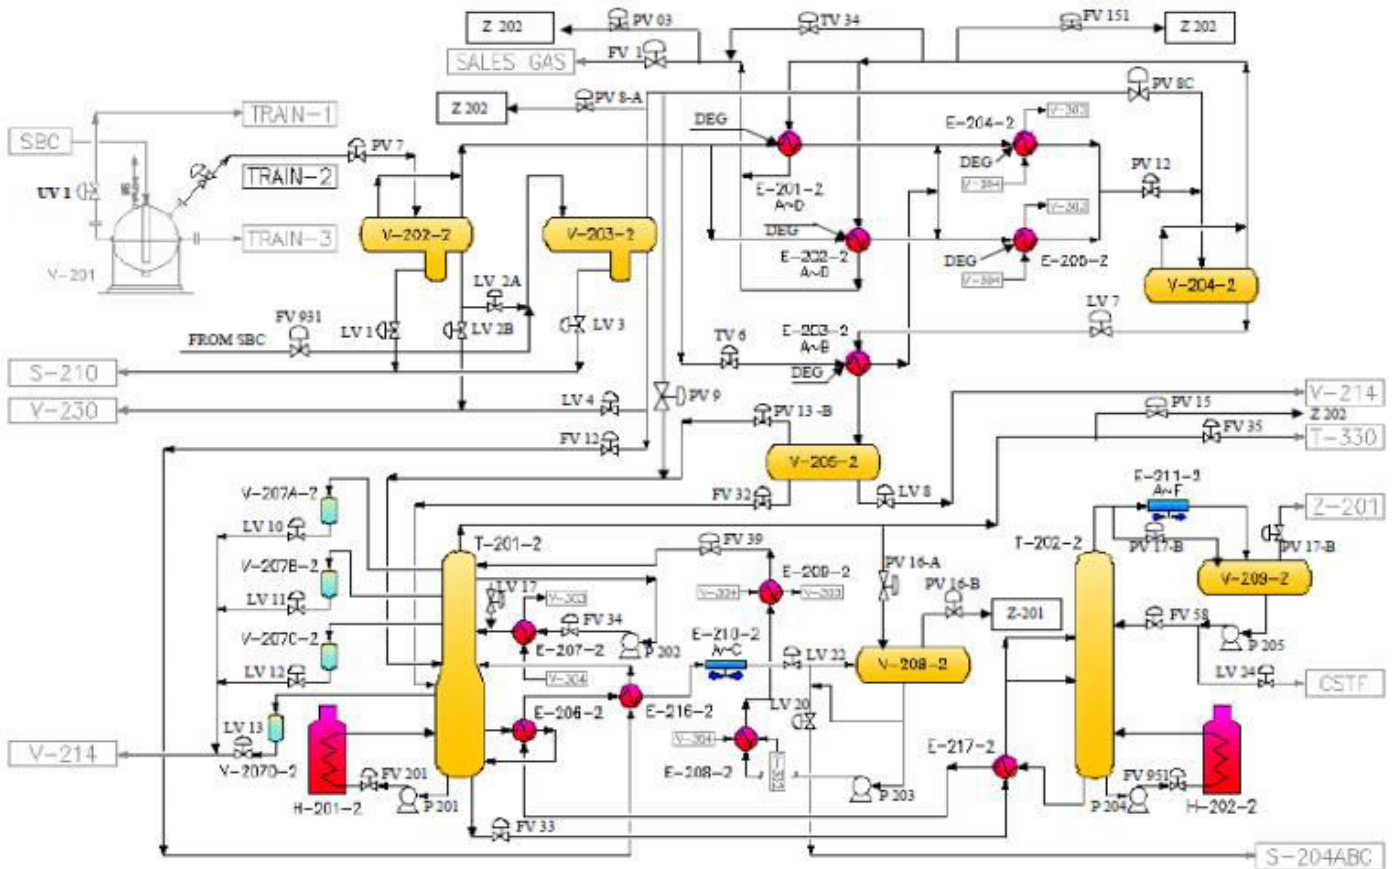 Z 202
PV 03
TV 34
FV 151
Z 202
SALES GAS
FV 1
PV 8C
Z 202
PV 8-A
TRAIN-1
DEG
E-204-2
V-303
SBC
PV 7
DEG
V-304
PV 12
TRAIN-2
UV 1
E-201-2
A~D
V-202-2
V-203-2
DEG
TRAIN-3
E-202-2
A~D
DEG
V-304
E-205-2
V-201
V-204-2
LV 2A
LV 7
FV 931
FROM SBC
LV 1
LV 2B
LV 3
TV 6
E-203-2
A~B
DEG
S-210
V-230
LV 4
PV 9
PV 13 -B
V-214
PV 15
Z 202
FV 12
FV 35
T-330
V-205-2
V-207A-2
FV 32
LV 8
E-211-2
A~F
Z-201
LV 10
T-201-2
FV 39
T-202-2
PV 17-B
PV 17-B
V-207B-2
PV 16-A
LV 17
E-209-2
PV 16-B
V-209-2
LV 11
V-303
Z-201
FV 58
V-207C-2
FV 34
P 202
E-210-2
A~C
P 205
E-207-2
LV 22
V-208-2
LV 12
V-304
LV 24
CSTF
E-206-2
E-216-2
LV 20
LV 13
V-304
V-214
V-207D-2
E-208-2
E-217-2
FV 201
FV 951
H-201-2
P 201
P 203
P 204
H-202-2
FV 33
S-204ABC